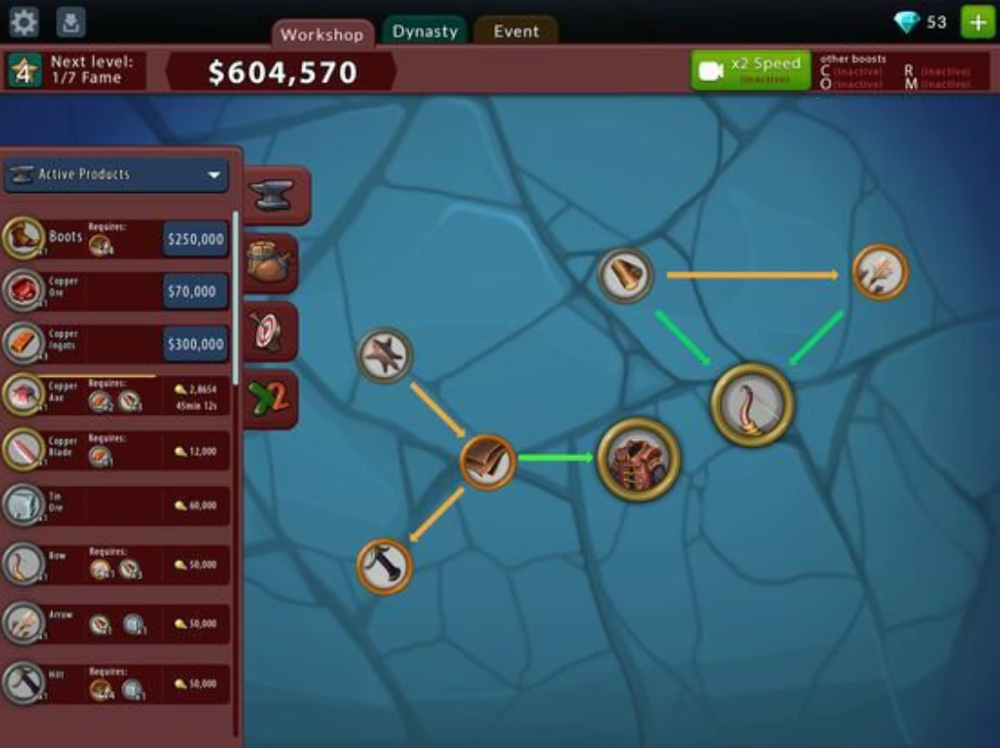 Workshop
Dynasty
Event
53
4
Next level:
1/7 Fame
$604,570
x2 Speed
(inactive)
other boosts
C (inactive)
R (inactive)
O (inactive)
M (inactive)
Active Products
Boots
Requires:
$250,000
Copper
Ore
$70,000
Copper
Ingots
$300,000
Copper
Axe
Requires:
2,8654
45min 12s
Copper
Blade
Requires:
12,000
Tin
Ore
60,000
Bow
Requires:
50,000
Arrow
50,000
Hilt
Requires:
50,000
X2